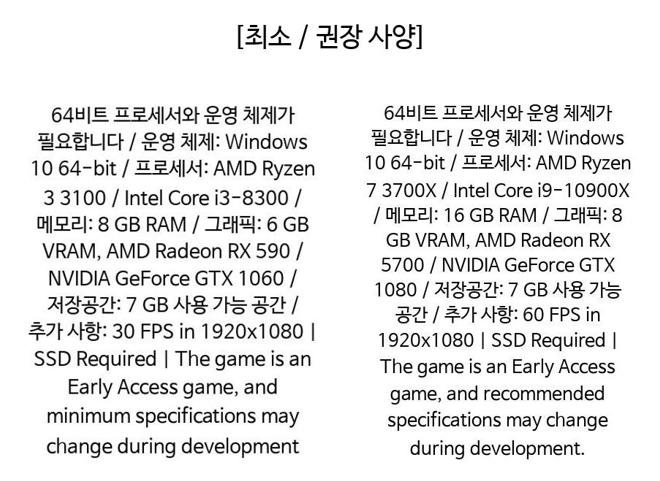 [최소 / 권장 사양]
64비트 프로세서와 운영 체제가
필요합니다 / 운영 체제: Windows
10 64-bit / 프로세서: AMD Ryzen
3 3100 / Intel Core i3-8300 /
메모리: 8 GB RAM / 그래픽: 6 GB
VRAM, AMD Radeon RX 590 /
NVIDIA GeForce GTX 1060 /
저장공간: 7 GB 사용 가능 공간 /
추가 사항: 30 FPS in 1920x1080 |
SSD Required | The game is an
Early Access game, and
minimum specifications may
change during development
64비트 프로세서와 운영 체제가
필요합니다 / 운영 체제: Windows
10 64-bit / 프로세서: AMD Ryzen
7 3700X / Intel Core i9-10900X
/ 메모리: 16 GB RAM / 그래픽: 8
GB VRAM, AMD Radeon RX
5700 / NVIDIA GeForce GTX
1080 / 저장공간: 7 GB 사용 가능
공간 / 추가 사항: 60 FPS in
1920x1080 | SSD Required |
The game is an Early Access
game, and recommended
specifications may change
during development.